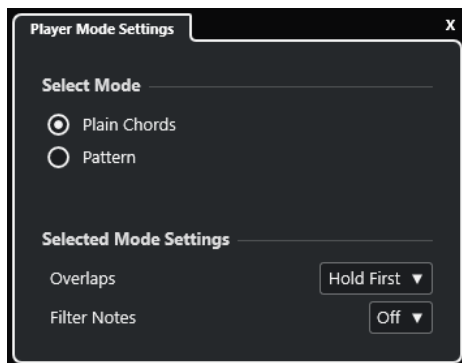 Player Mode Settings X
Select Mode
Plain Chords
Pattern
Selected Mode Settings
Overlaps Hold First ▼
Filter Notes Off ▼